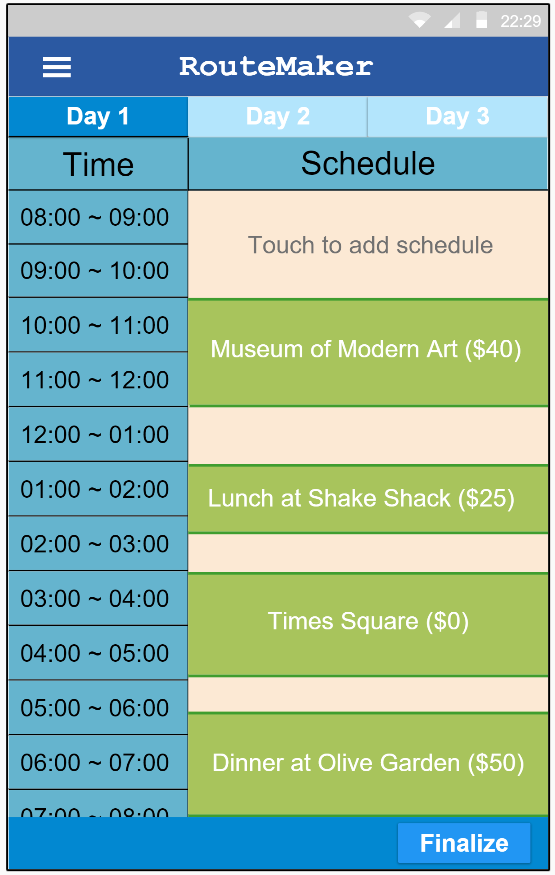 22:29
RouteMaker
Day 1 Day 2 Day 3
Time Schedule
08:00 ~ 09:00
Touch to add schedule
09:00 ~ 10:00
10:00 ~ 11:00
Museum of Modern Art ($40)
11:00 ~ 12:00
12:00 ~ 01:00
01:00 ~ 02:00
Lunch at Shake Shack ($25)
02:00 ~ 03:00
03:00 ~ 04:00
Times Square ($0)
04:00 ~ 05:00
05:00 ~ 06:00
06:00 ~ 07:00
Dinner at Olive Garden ($50)
07:00 ~ 08:00
Finalize